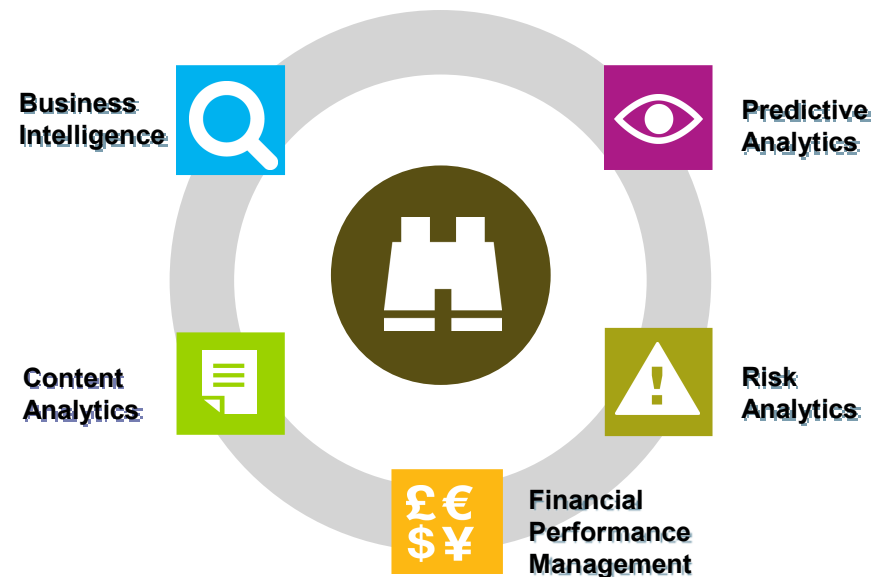 Business
Intelligence
Predictive
Analytics
Content
Analytics
Risk
Analytics
£€
$¥
Financial
Performance
Management